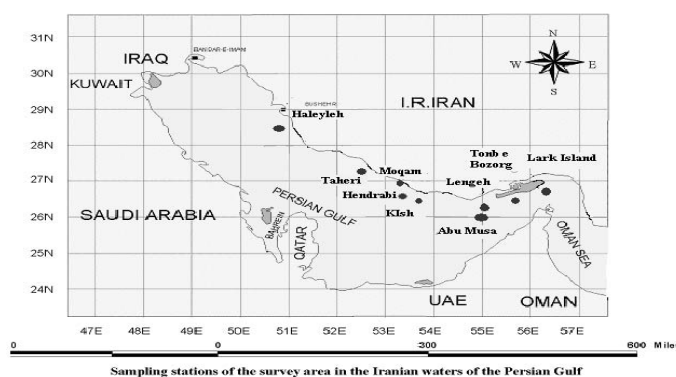 N
31N
IRAQ
BANDAR-E-IMAM
30N
W
E
KUWAIT
S
29N
BUSHEHR
I.R.IRAN
Haleyleh
28N
Tonb e
Bozorg
Lark Island
27N
Taheri
Moqam
Lengeh
Hendrabi
PERSIAN GULF
26N
SAUDI ARABIA
KIsh
Abu Musa
BAHREIN
QATAR
OMAN SEA
25N
24N
UAE
OMAN
47E 48E 49E 50E 51E 52E 53E 54E 55E 56E 57E
0 0 300 600 Miles
Sampling stations of the survey area in the Iranian waters of the Persian Gulf